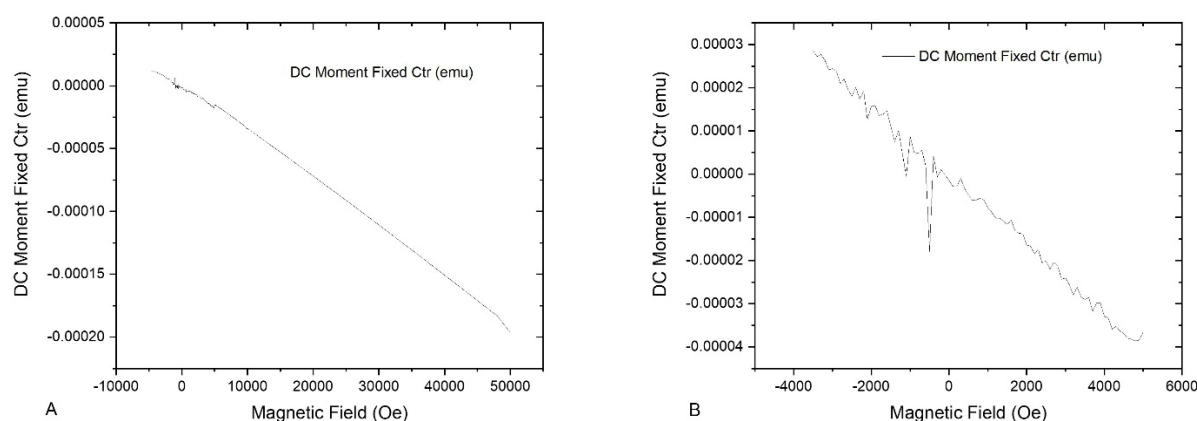 0.00005
0.00000
-0.00005
-0.00010
-0.00015
-0.00020
DC Moment Fixed Ctr (emu)
DC Moment Fixed Ctr (emu)
-10000 0 10000 20000 30000 40000 50000
Magnetic Field (Oe)
A
0.00003
0.00002
0.00001
0.00000
-0.00001
-0.00002
-0.00003
-0.00004
DC Moment Fixed Ctr (emu)
DC Moment Fixed Ctr (emu)
-4000 -2000 0 2000 4000 6000
Magnetic Field (Oe)
B